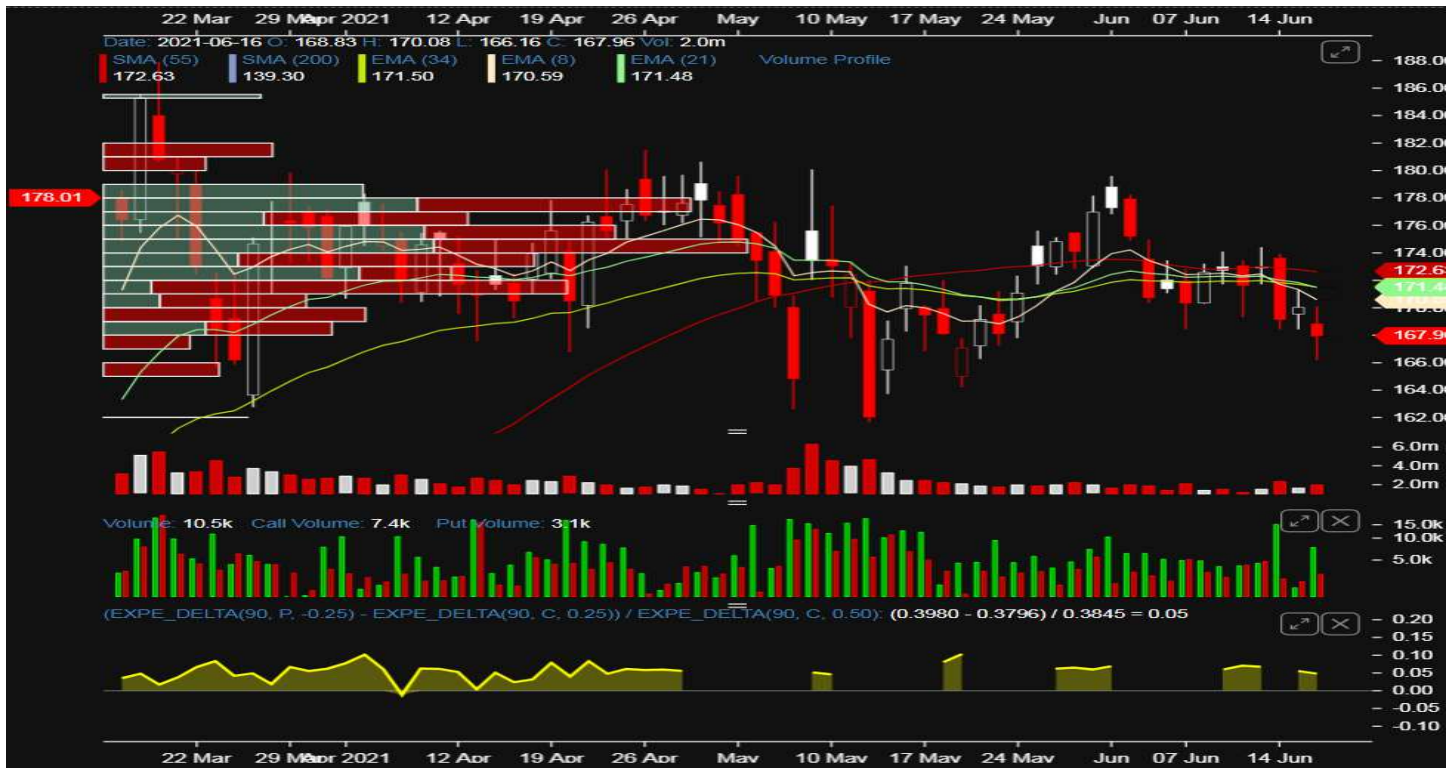 22 Mar 29 Mar Apr 2021 12 Apr 19 Apr 26 Apr May 10 May 17 May 24 May Jun 07 Jun 14 Jun
Date: 2021-06-16 O: 168.83 H: 170.08 L: 166.16 C: 167.96 Vol: 2.0m
SMA (55) SMA (200) EMA (34) EMA (8) EMA (21) Volume Profile
172.63 139.30 171.50 170.59 171.48
188.00
186.00
184.00
182.00
180.00
178.01
178.00
176.00
174.00
172.63
171.48
167.96
166.00
164.00
162.00
6.0m
4.0m
2.0m
Volume: 10.5k Call Volume: 7.4k Put Volume: 3.1k
15.0k
10.0k
5.0k
(EXPE_DELTA(90, P, -0.25) - EXPE_DELTA(90, C, 0.25)) / EXPE_DELTA(90, C, 0.50): (0.3980 - 0.3796) / 0.3845 = 0.05
0.20
0.15
0.10
0.05
0.00
-0.05
-0.10
22 Mar 29 Mar Apr 2021 12 Apr 19 Apr 26 Apr May 10 May 17 May 24 May Jun 07 Jun 14 Jun